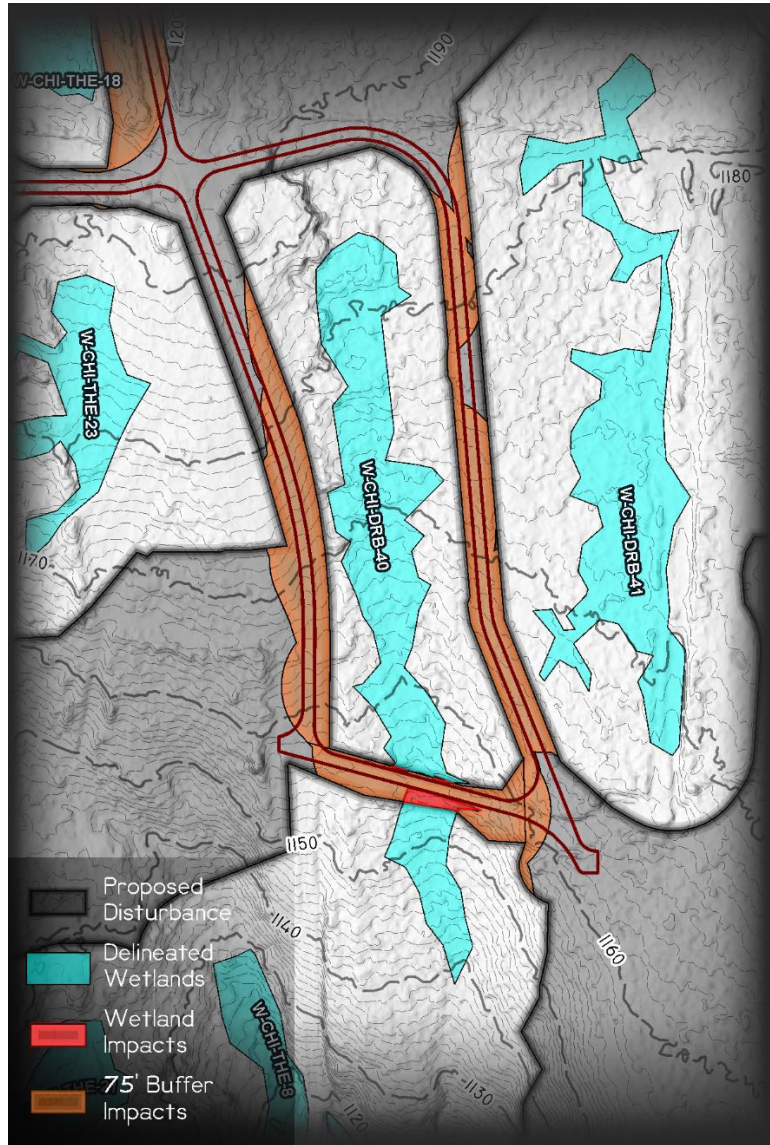 1200
1190
W-CHI-THE-18
1180
W-CHI-THE-23
W-CHI-DRB-40
W-CHI-DRB-41
1170
1150
1140
1160
W-CHI-THE-8
1130
1120
Proposed
Disturbance
Delineated
Wetlands
Wetland
Impacts
75' Buffer
Impacts